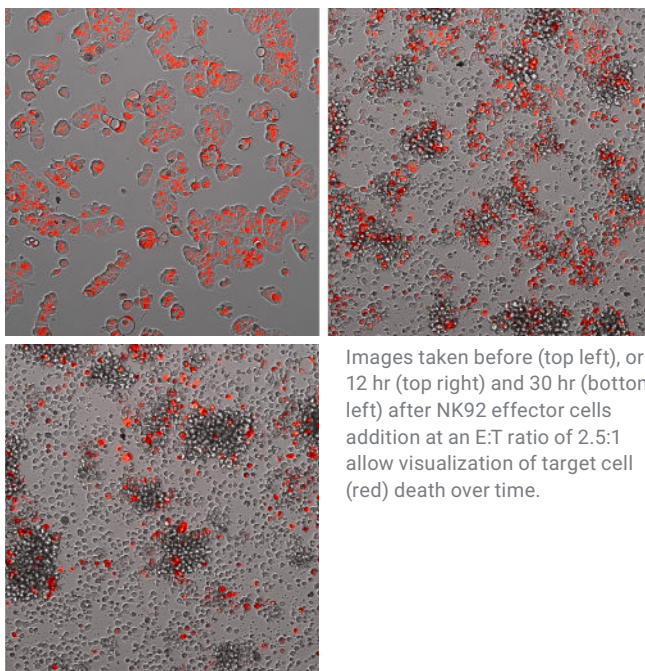 Images taken before (top left), or
12 hr (top right) and 30 hr (bottom
left) after NK92 effector cells
addition at an E:T ratio of 2.5:1
allow visualization of target cell
(red) death over time.